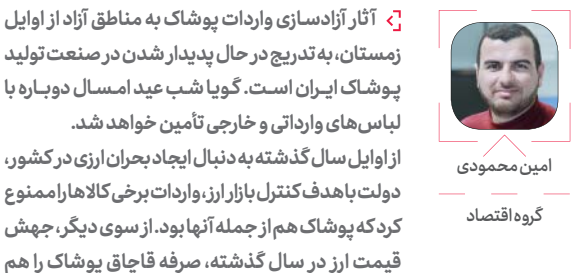 آثار آزادسازی واردات پوشاک به مناطق آزاد از اوایل
زمستان، به تدریج در حال پدیدار شدن در صنعت تولید
پوشاک ایران است. گویا شب عید امسال دوباره با
لباس‌های وارداتی و خارجی تأمین خواهد شد.
از اوایل سال گذشته به دنبال ایجاد بحران ارزی در کشور،
دولت با هدف کنترل بازار ارز، واردات برخی کالاها را ممنوع
کرد که پوشاک هم از جمله آنها بود. از سوی دیگر، جهش
قیمت ارز در سال گذشته، صرفه قاچاق پوشاک را هم
امین محمودی
گروه اقتصاد